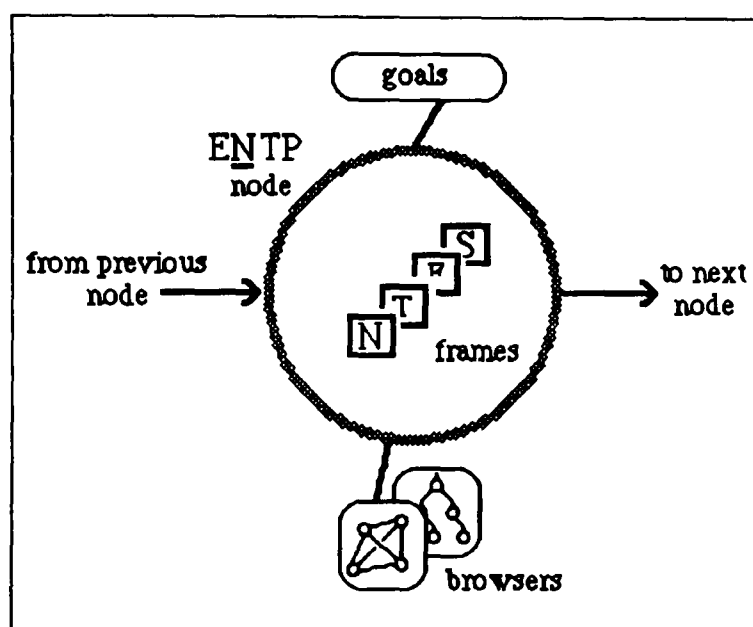 goals
ENTP
node
from previous
node
to next
node
S
F
T
N
frames
browsers